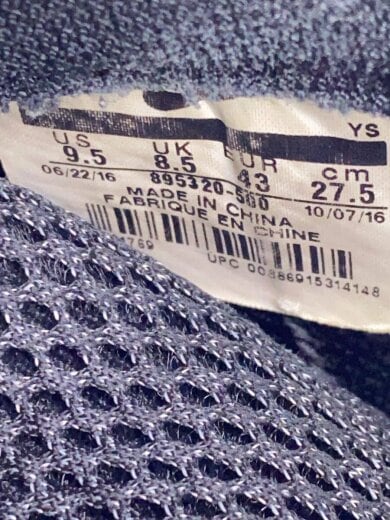 YS
US UK EUR cm
9.5 8.5 43 27.5
06/22/16 895320-500 10/07/16
MADE IN CHINA
FABRIQUE EN CHINE
1769
UPC 00886915314148